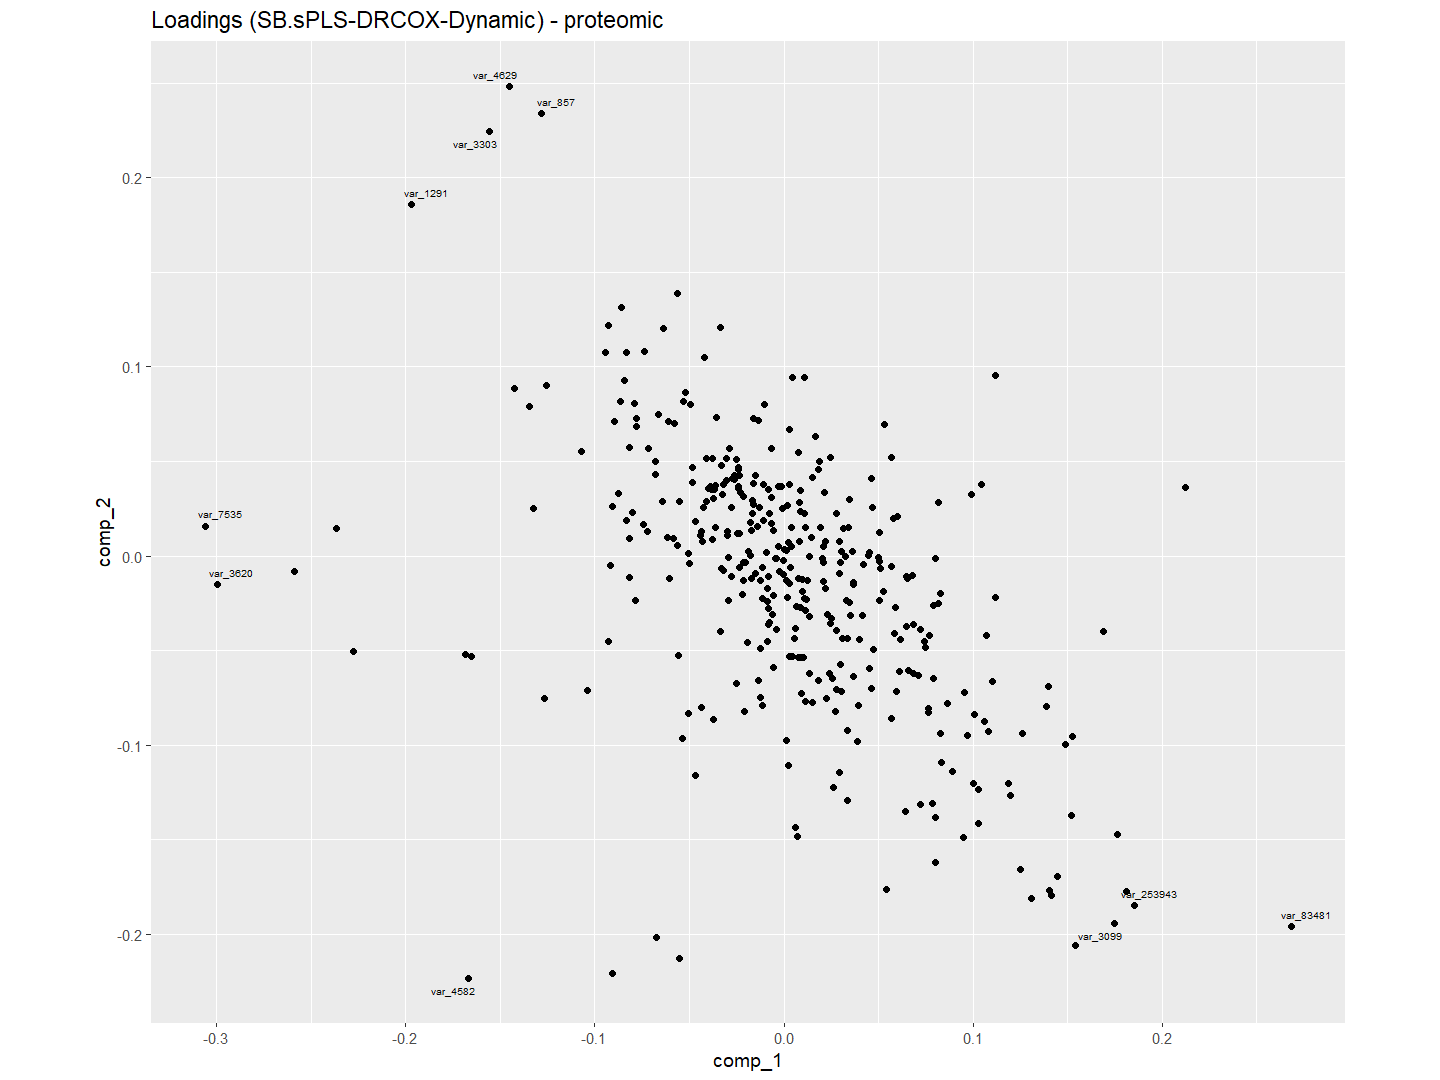 Loadings (SB.sPLS-DRCOX-Dynamic) - proteomic
var_4629
var_857
var_3303
var_1291
var_7535
var_3620
var_253943
var_83481
var_3099
var_4582
comp_2
0.2
0.1
0.0
-0.1
-0.2
-0.3
-0.2
-0.1
0.0
0.1
0.2
comp_1